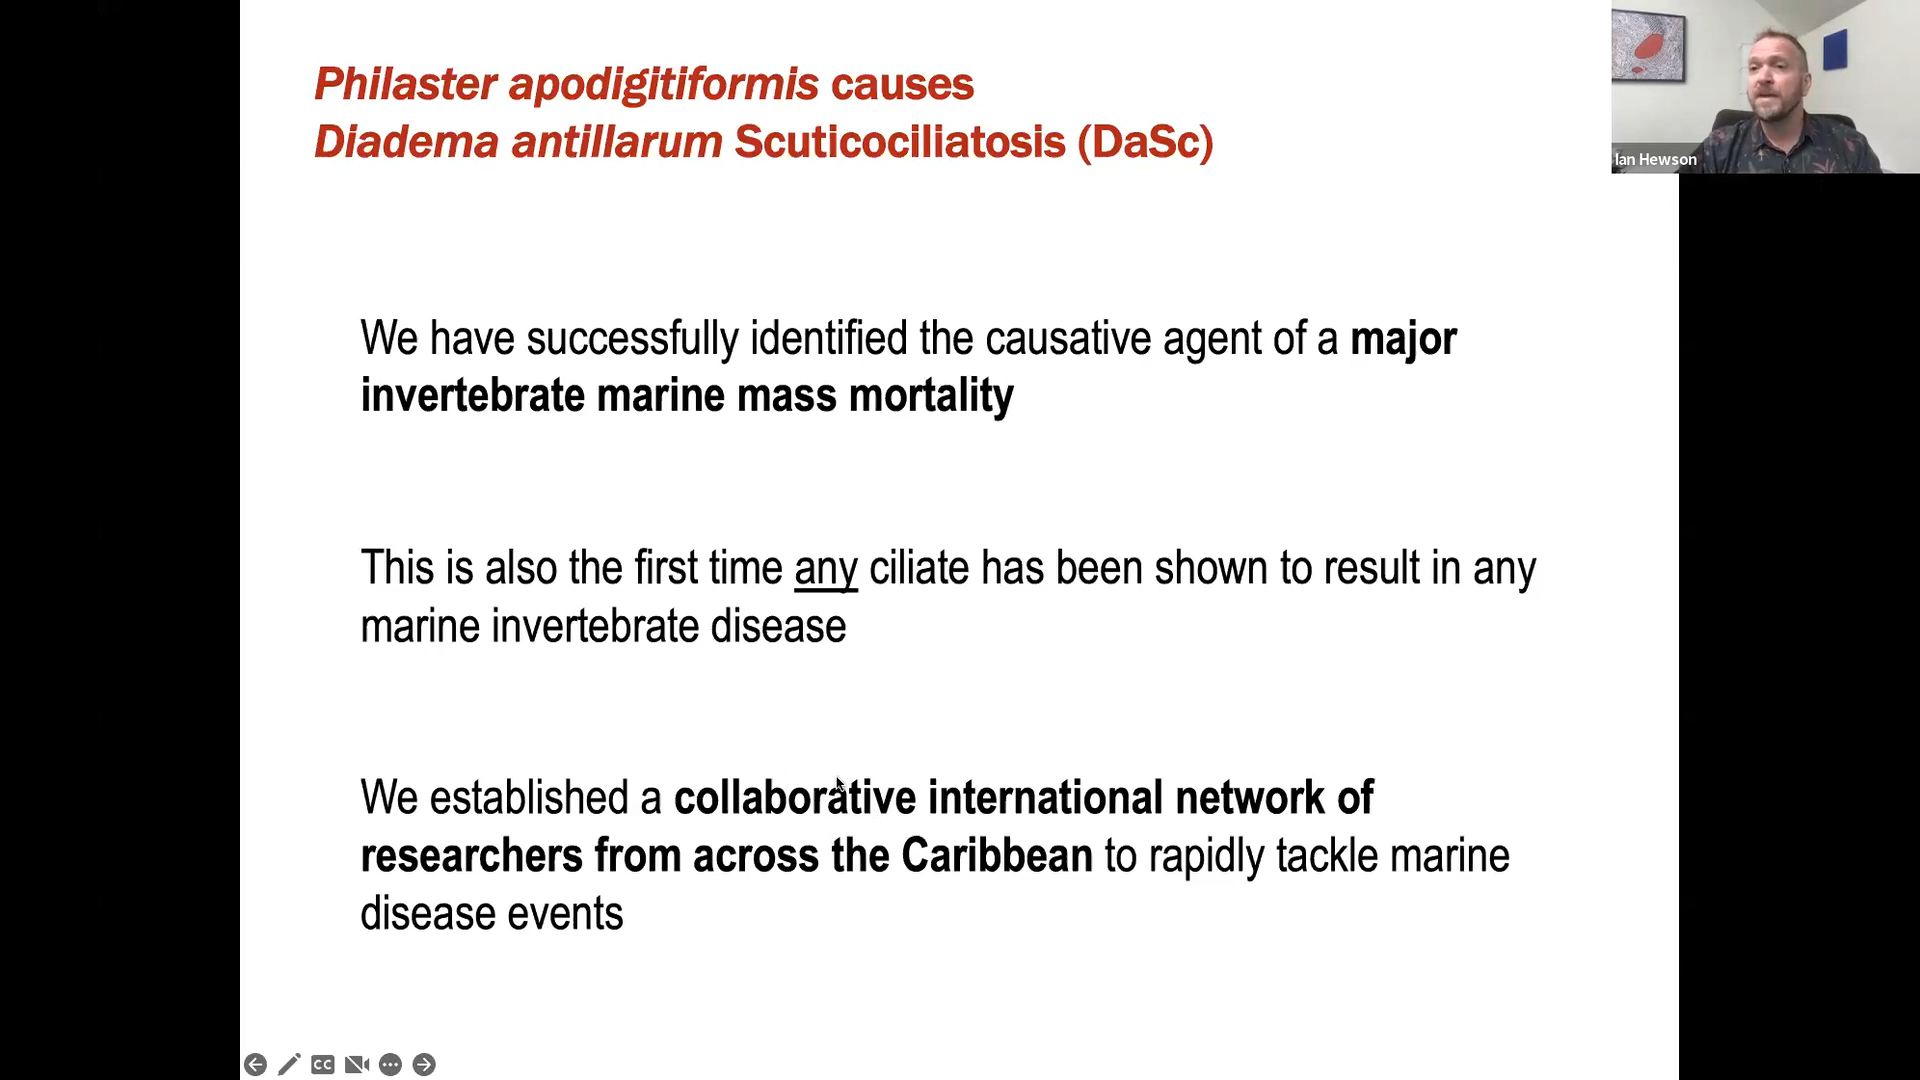 Philaster apodigitiformis causes
Diadema antillarum Scuticociliatosis (DaSc)
Ian Hewson
We have successfully identified the causative agent of a major
invertebrate marine mass mortality
This is also the first time any ciliate has been shown to result in any
marine invertebrate disease
We established a collaborative international network of
researchers from across the Caribbean to rapidly tackle marine
disease events
CC